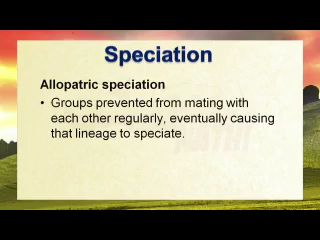 Speciation
Allopatric speciation
• Groups prevented from mating with
each other regularly, eventually causing
that lineage to speciate.